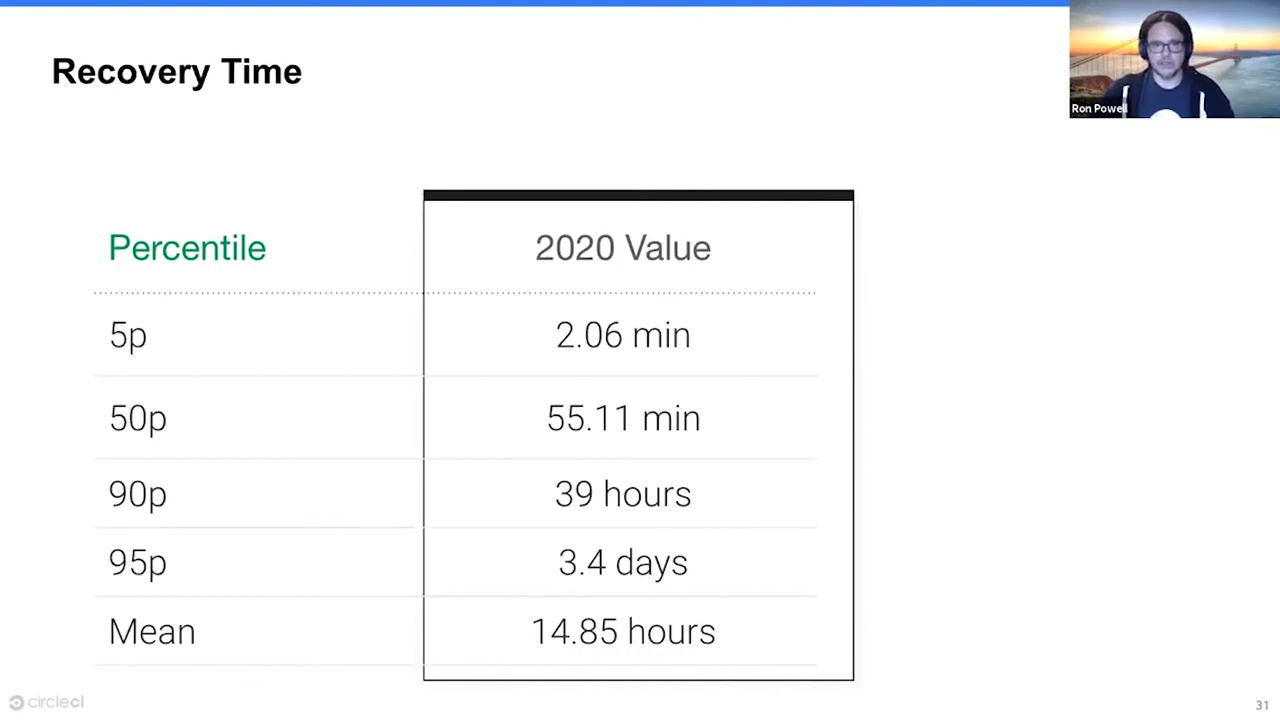 Recovery Time
Ron Powell
Percentile 2020 Value
5p 2.06 min
50p 55.11 min
90p 39 hours
95p 3.4 days
Mean 14.85 hours
circleci
31